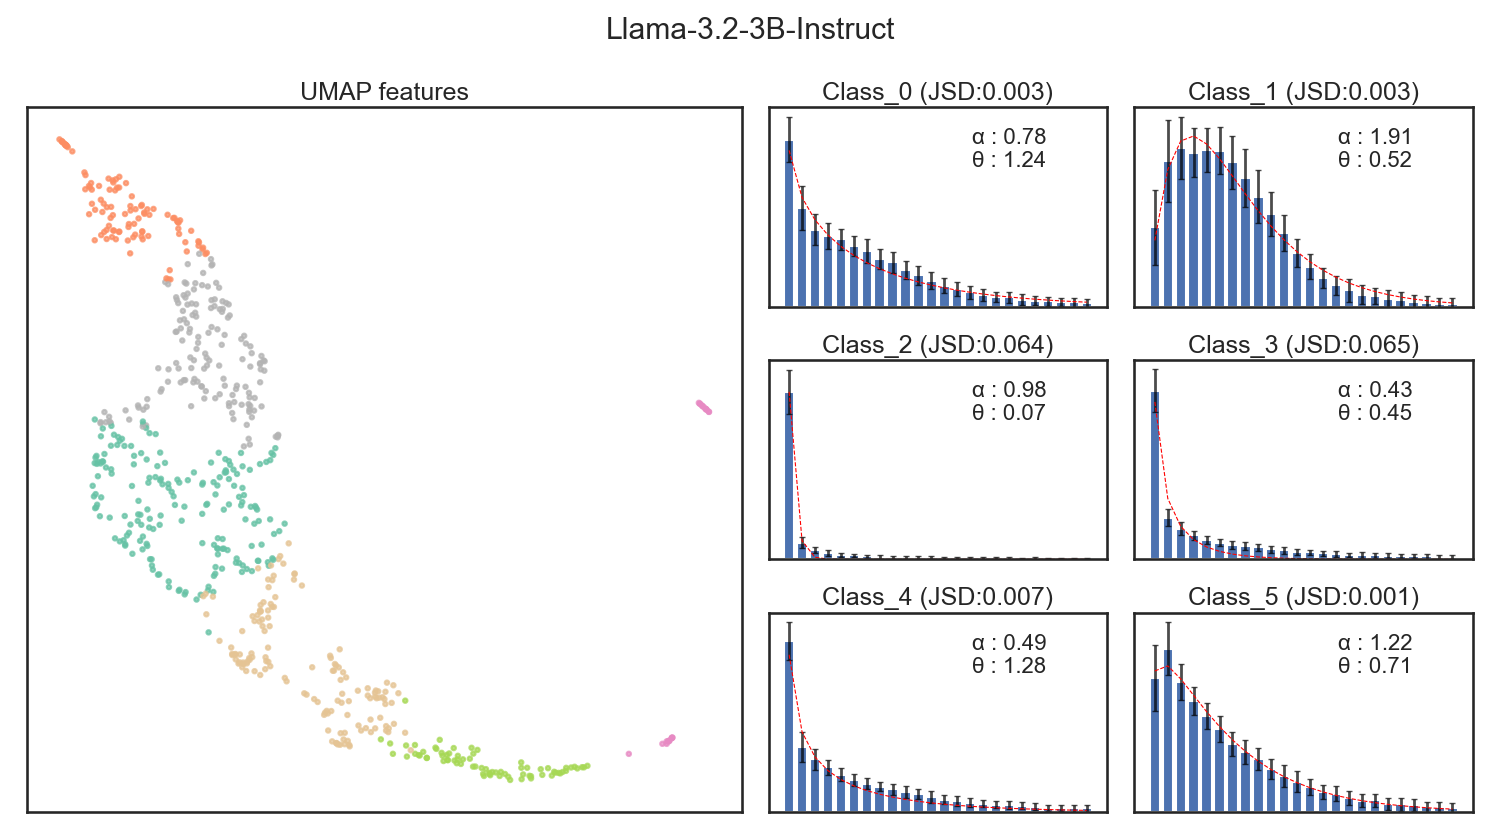 Llama-3.2-3B-Instruct
UMAP features
Class_0 (JSD:0.003)
α : 0.78
θ : 1.24
Class_1 (JSD:0.003)
α : 1.91
θ : 0.52
Class_2 (JSD:0.064)
α : 0.98
θ : 0.07
Class_3 (JSD:0.065)
α : 0.43
θ : 0.45
Class_4 (JSD:0.007)
α : 0.49
θ : 1.28
Class_5 (JSD:0.001)
α : 1.22
θ : 0.71